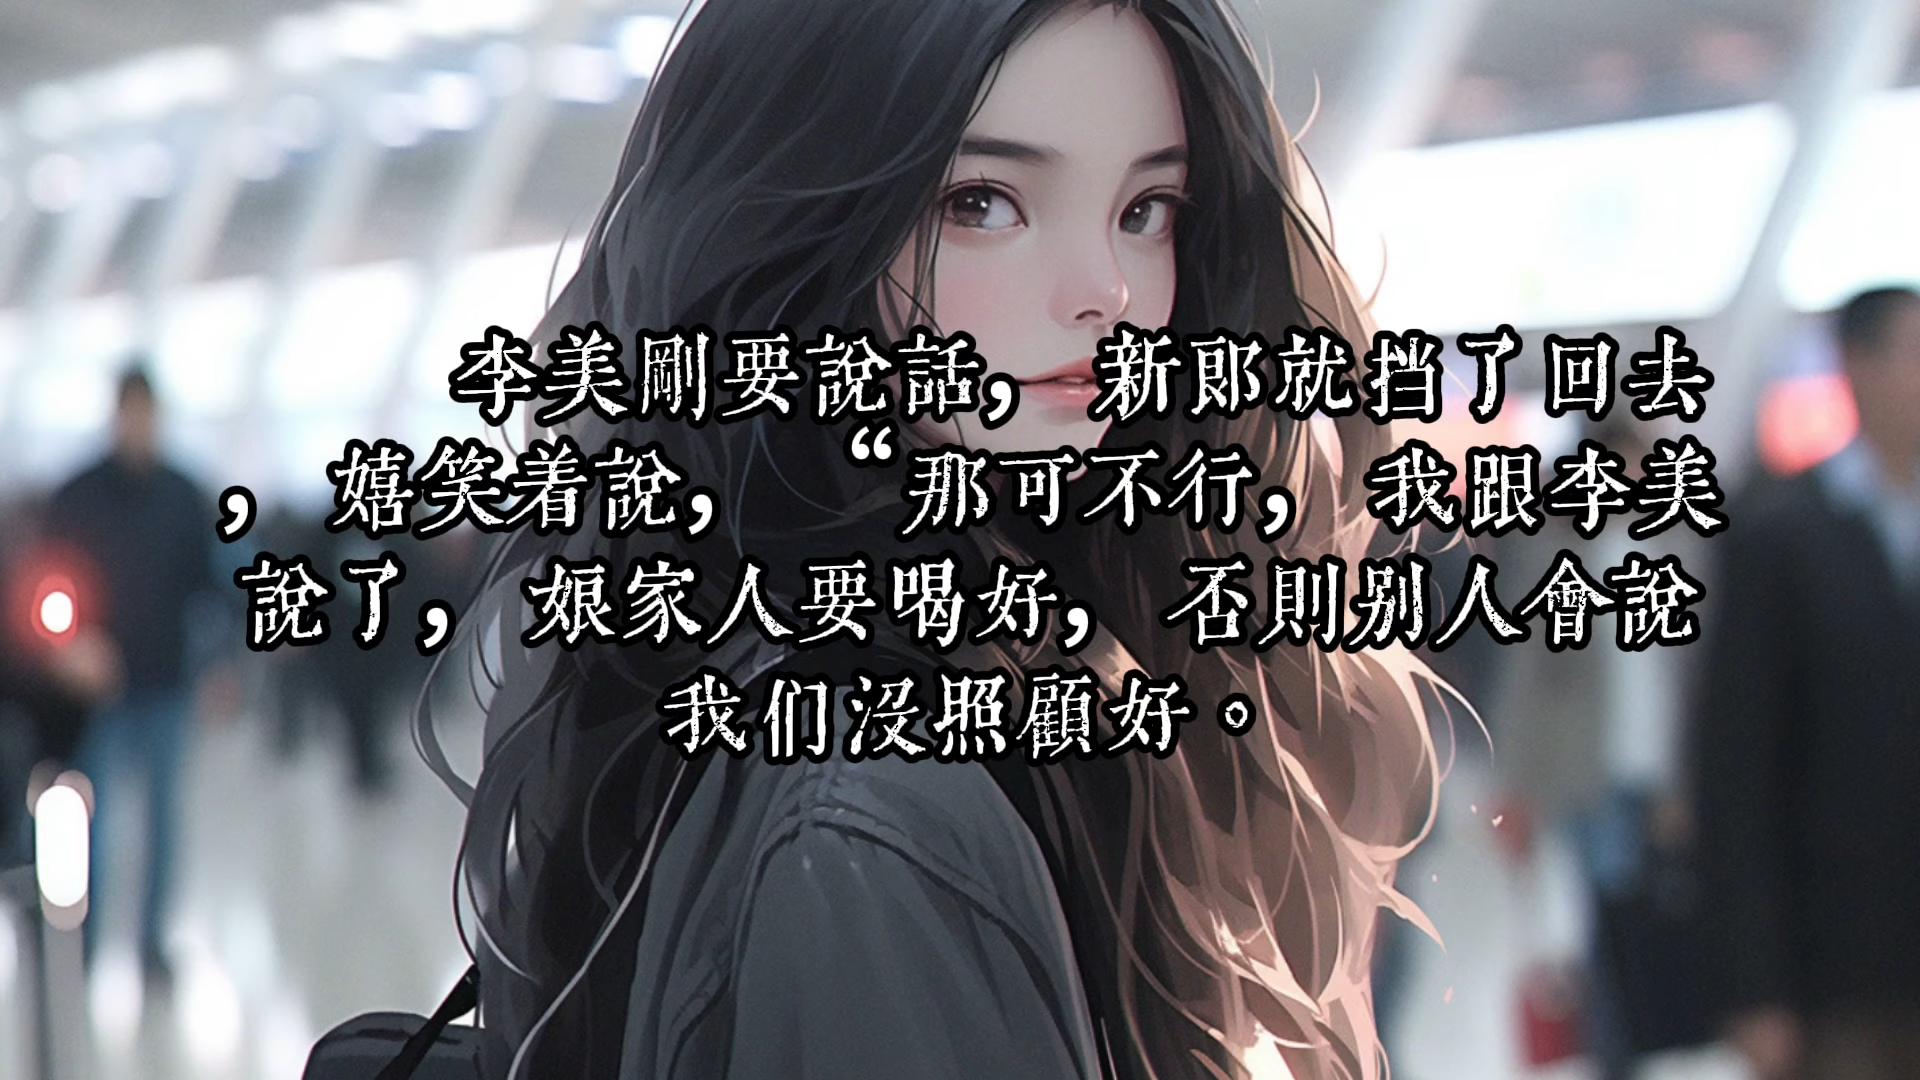 李美剛要說話，新郎就挡了回去
，嬉笑着說，“那可不行，我跟李美
說了，娘家人要喝好，否則别人會說
我们没照顧好。